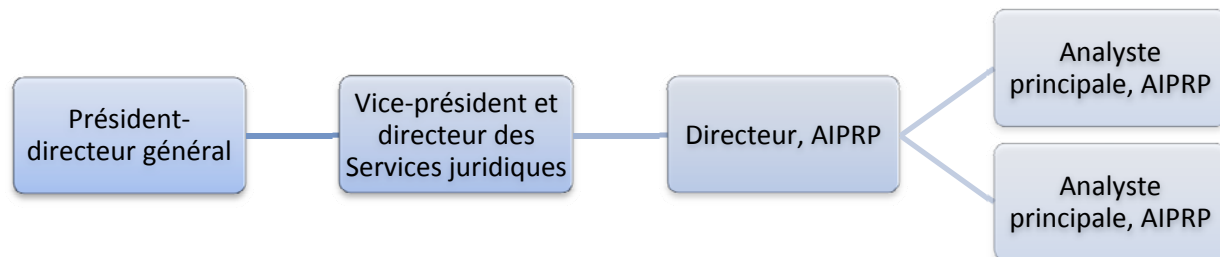 Président-
directeur général
Vice-président et
directeur des
Services juridiques
Directeur, AIPRP
Analyste
principale, AIPRP
Analyste
principale, AIPRP